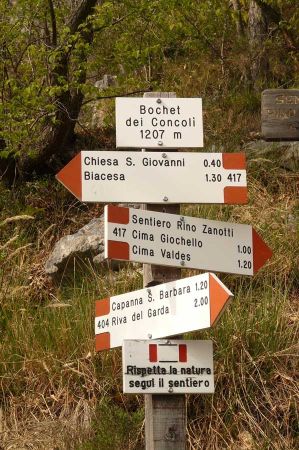 Bochet
dei Concolì
1207 m
Chiesa S. Giovanni 0.40
Biacesa 1.30 417
Sentiero Rino Zanotti
417 Cima Giochello 1.00
Cima Valdes 1.20
Capanna S. Barbara 1.20
404 Riva del Garda 2.00
Rispetta la natura
segui il sentiero